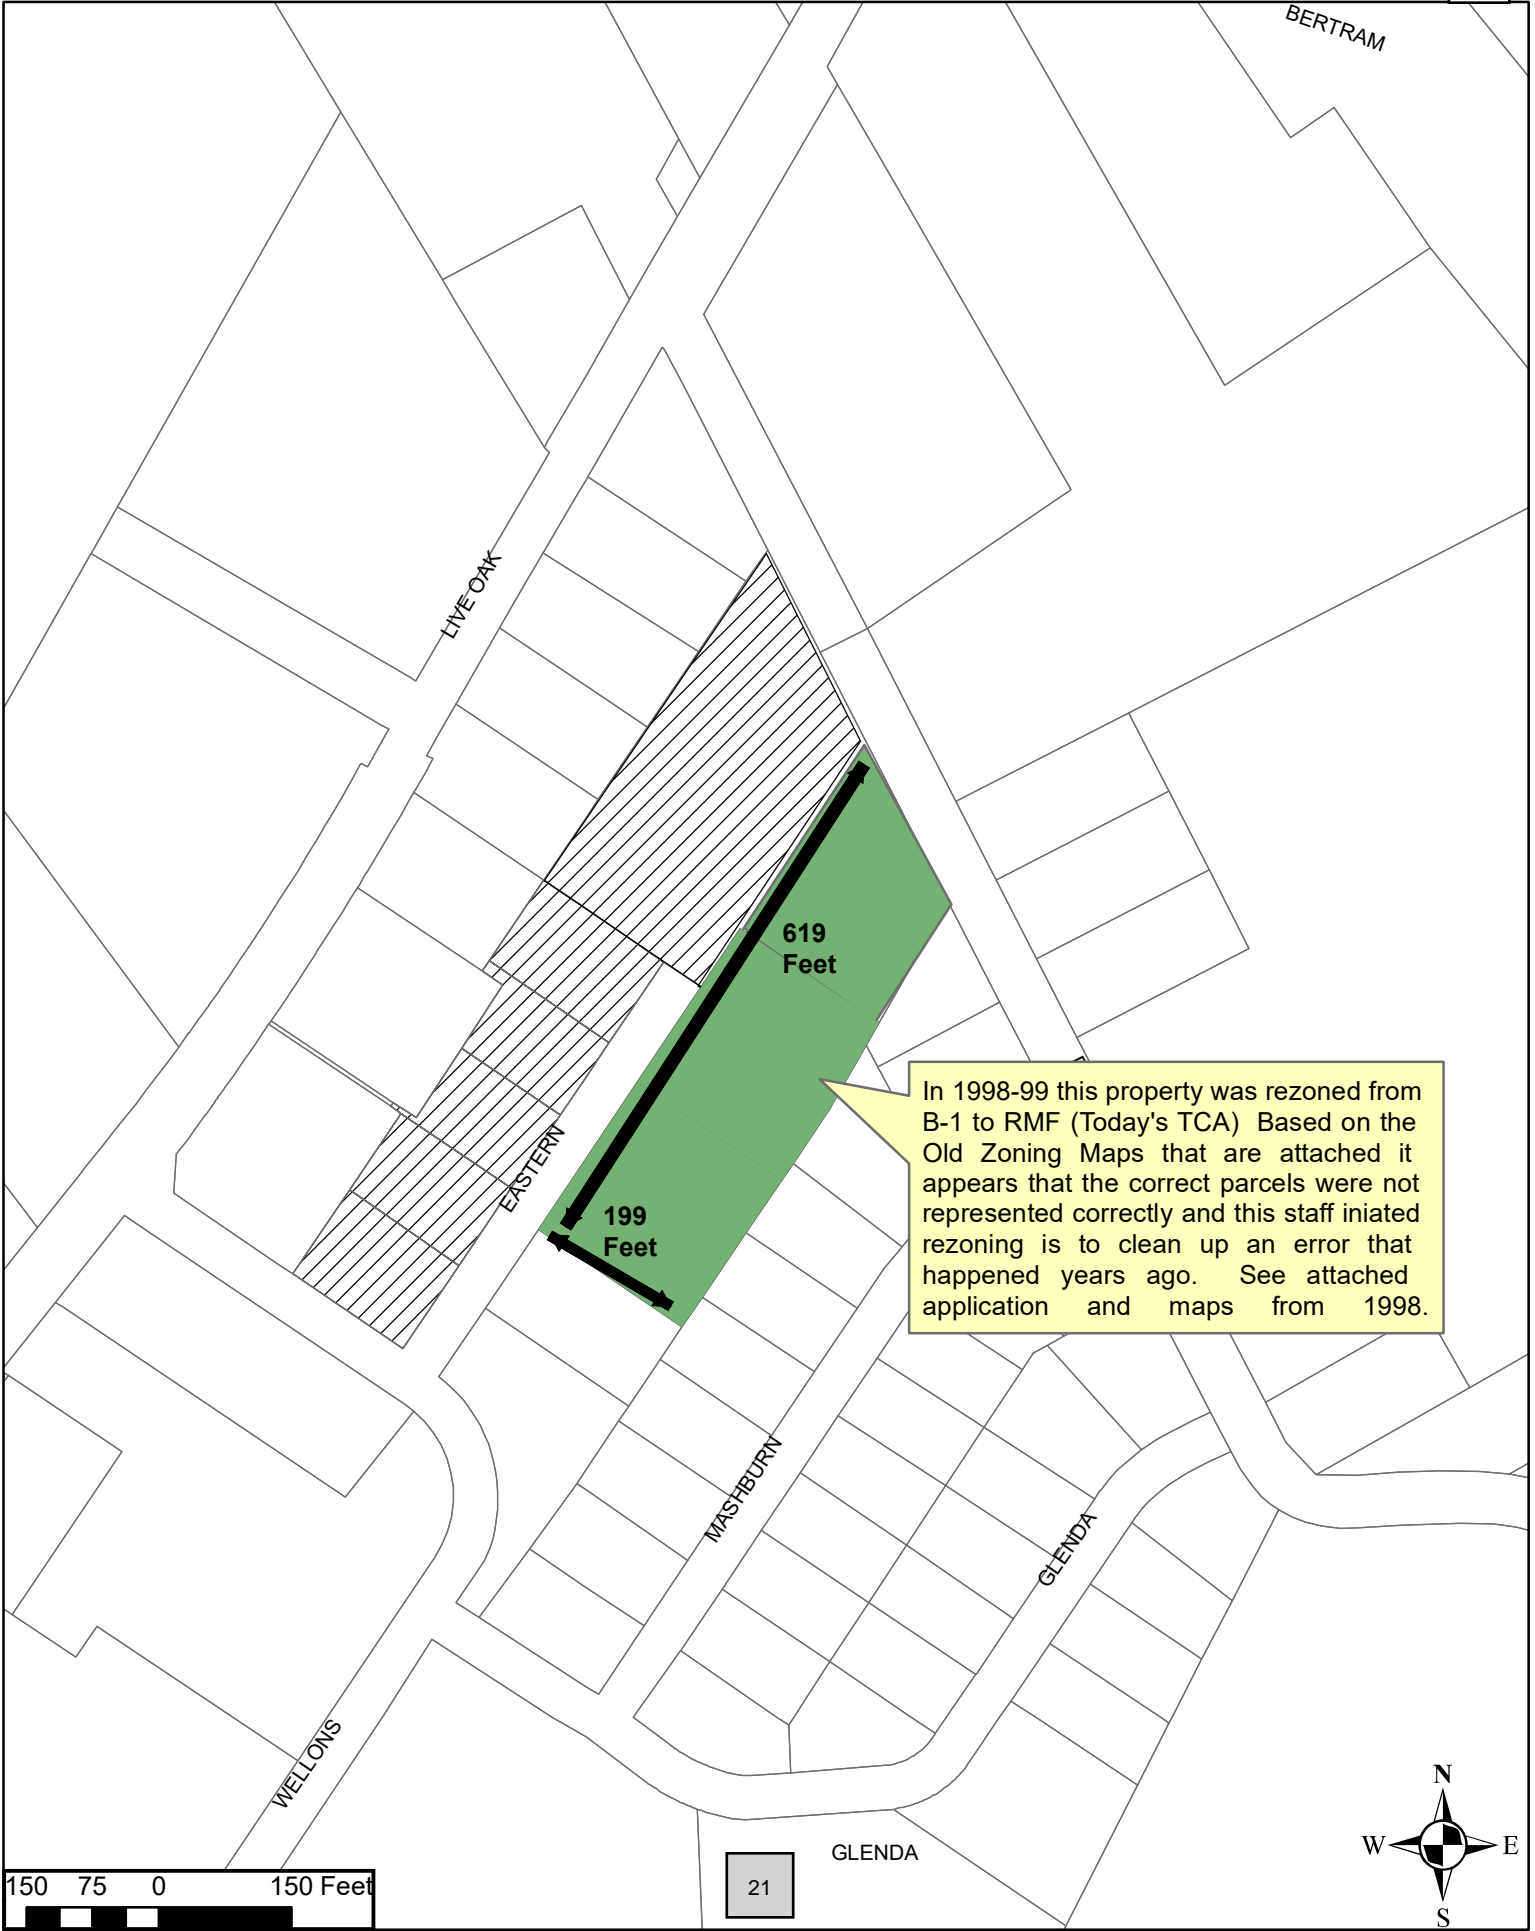 BERTRAM
LIVE OAK
619
Feet
In 1998-99 this property was rezoned from
B-1 to RMF (Today's TCA) Based on the
Old Zoning Maps that are attached it
appears that the correct parcels were not
represented correctly and this staff iniated
rezoning is to clean up an error that
happened years ago. See attached
application and maps from 1998.
EASTERN
199
Feet
MASHBURN
GLENDA
WELLONS
N
W
E
S
GLENDA
150 75 0 150 Feet
21